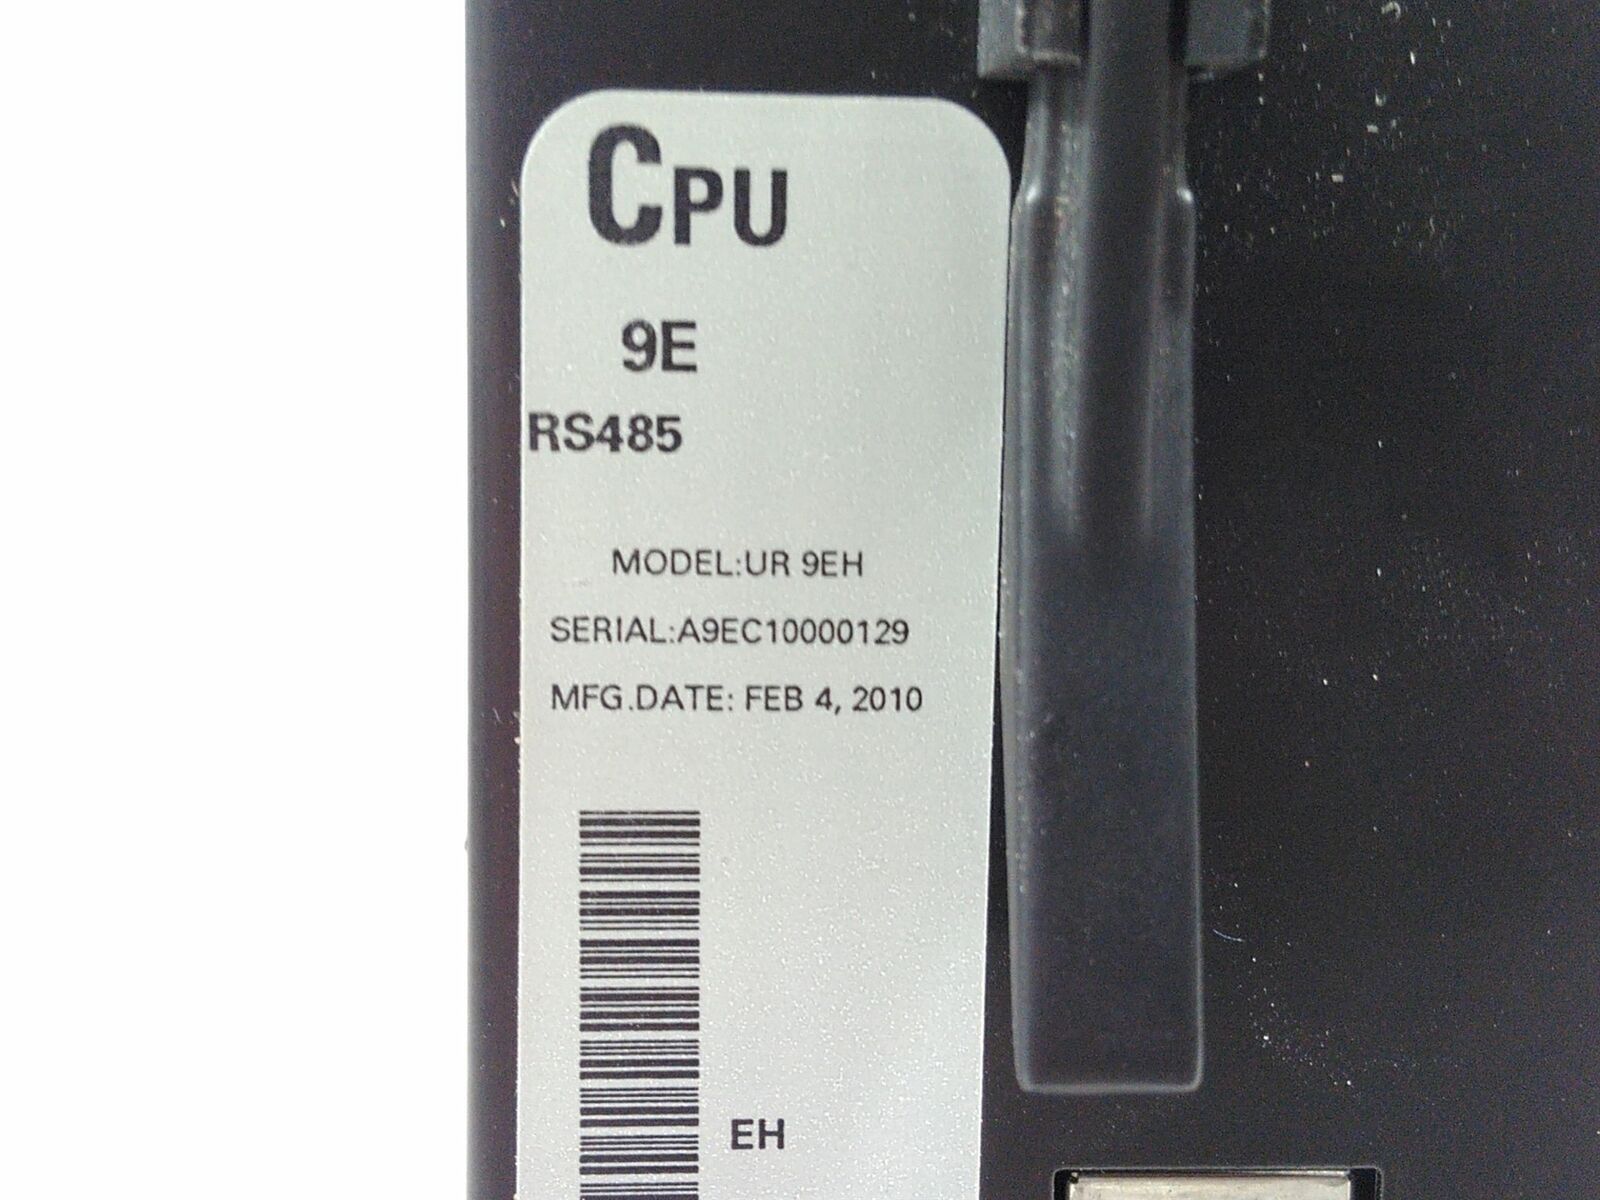 CPU
9E
RS485
MODEL:UR 9EH
SERIAL:A9EC10000129
MFG.DATE: FEB 4, 2010
EH